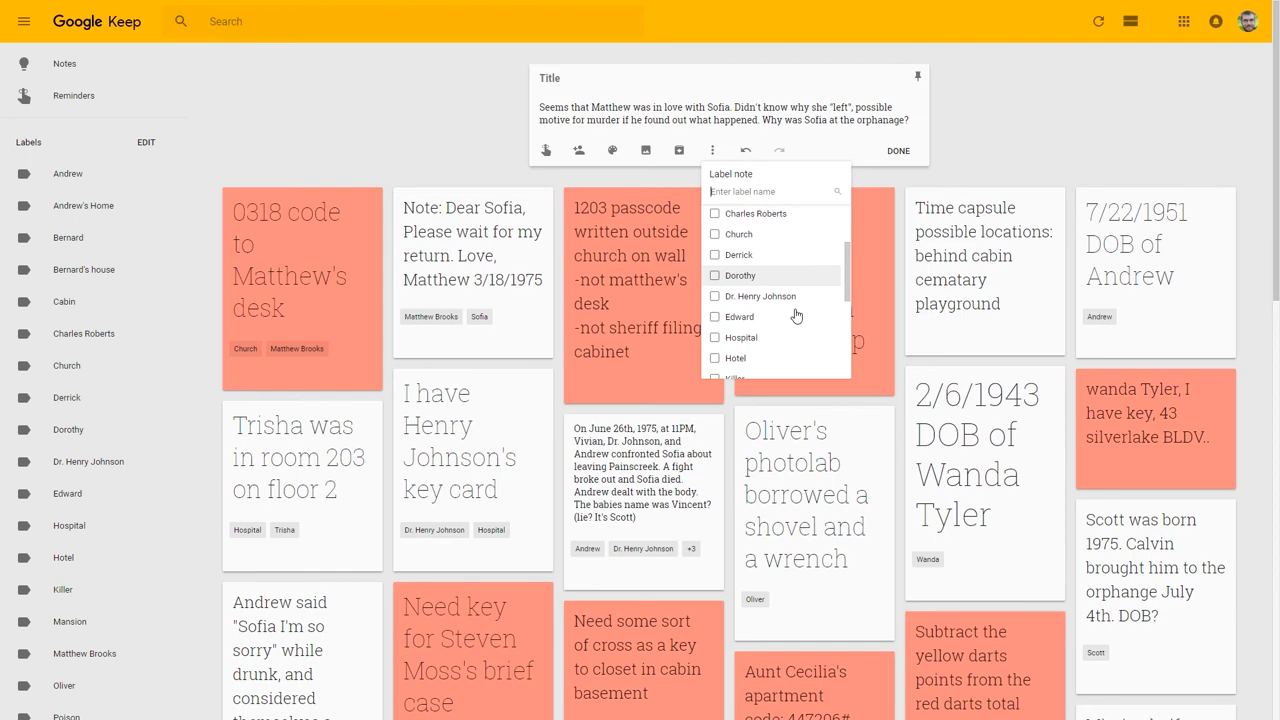 Google Keep
Search
Notes
Reminders
Labels
EDIT
Andrew
Andrew's Home
Bernard
Bernard's house
Cabin
Charles Roberts
Church
Derrick
Dorothy
Dr. Henry Johnson
Edward
Hospital
Hotel
Killer
Mansion
Matthew Brooks
Oliver
Poison
Title
Seems that Matthew was in love with Sofia. Didn't know why she "left", possible
motive for murder if he found out what happened. Why was Sofia at the orphanage?
DONE
Label note
Enter label name
Charles Roberts
Church
Derrick
Dorothy
Dr. Henry Johnson
Edward
Hospital
Hotel
Killer
0318 code
to
Matthew's
desk
Church
Matthew Brooks
Trisha was
in room 203
on floor 2
Hospital
Trisha
Andrew said
"Sofia I'm so
sorry" while
drunk, and
considered
Note: Dear Sofia,
Please wait for my
return. Love,
Matthew 3/18/1975
Matthew Brooks
Sofia
I have
Henry
Johnson's
key card
Dr. Henry Johnson
Hospital
Need key
for Steven
Moss's brief
case
1203 passcode
written outside
church on wall
-not matthew's
desk
-not sheriff filing
cabinet
On June 26th, 1975, at 11PM,
Vivian, Dr. Johnson, and
Andrew confronted Sofia about
leaving Painscreek. A fight
broke out and Sofia died.
Andrew dealt with the body.
The babies name was Vincent?
(lie? It's Scott)
Andrew
Dr. Henry Johnson
+3
Need some sort
of cross as a key
to closet in cabin
basement
Oliver's
photolab
borrowed a
shovel and
a wrench
Oliver
Aunt Cecilia's
apartment
code: 447206#
Time capsule
possible locations:
behind cabin
cematary
playground
2/6/1943
DOB of
Wanda
Tyler
Wanda
Subtract the
yellow darts
points from the
red darts total
7/22/1951
DOB of
Andrew
Andrew
wanda Tyler, I
have key, 43
silverlake BLDV..
Scott was born
1975. Calvin
brought him to the
orphange July
4th. DOB?
Scott